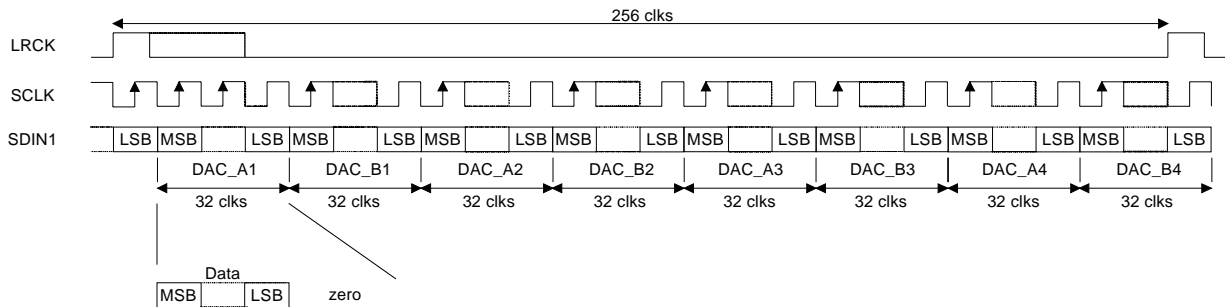 256 clks
LRCK
SCLK
SDIN1 LSB MSB LSB MSB LSB MSB LSB MSB LSB MSB LSB MSB LSB MSB LSB MSB LSB
DAC_A1 DAC_B1 DAC_A2 DAC_B2 DAC_A3 DAC_B3 DAC_A4 DAC_B4
32 clks 32 clks 32 clks 32 clks 32 clks 32 clks 32 clks 32 clks
Data
MSB LSB zero